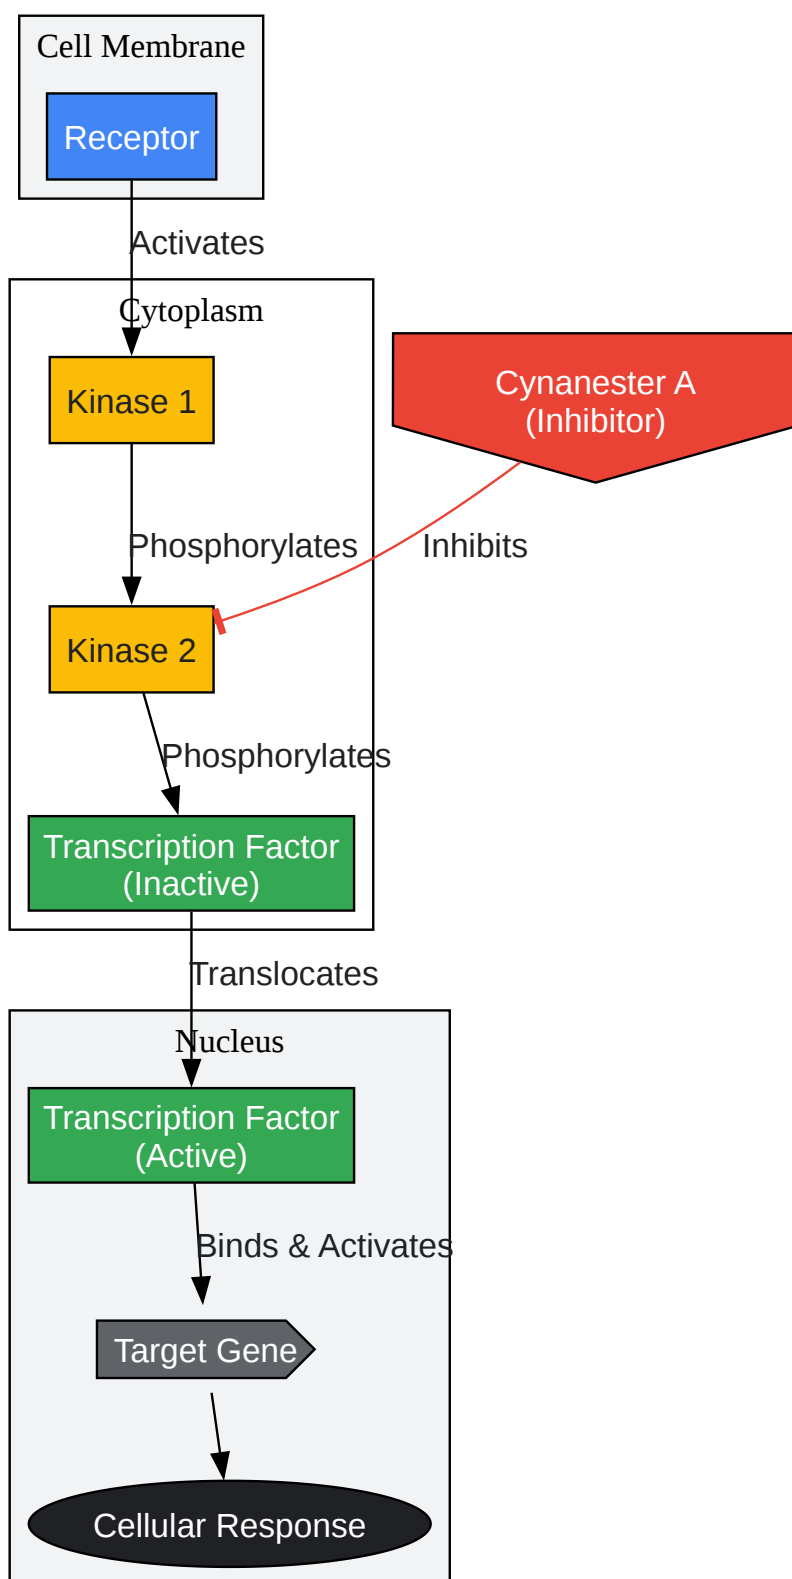 Cell Membrane
Receptor
Activates
Cytoplasm
Kinase 1
Cynanester A
(Inhibitor)
Phosphorylates
Inhibits
Kinase 2
Phosphorylates
Transcription Factor
(Inactive)
Translocates
Nucleus
Transcription Factor
(Active)
Binds & Activates
Target Gene
Cellular Response